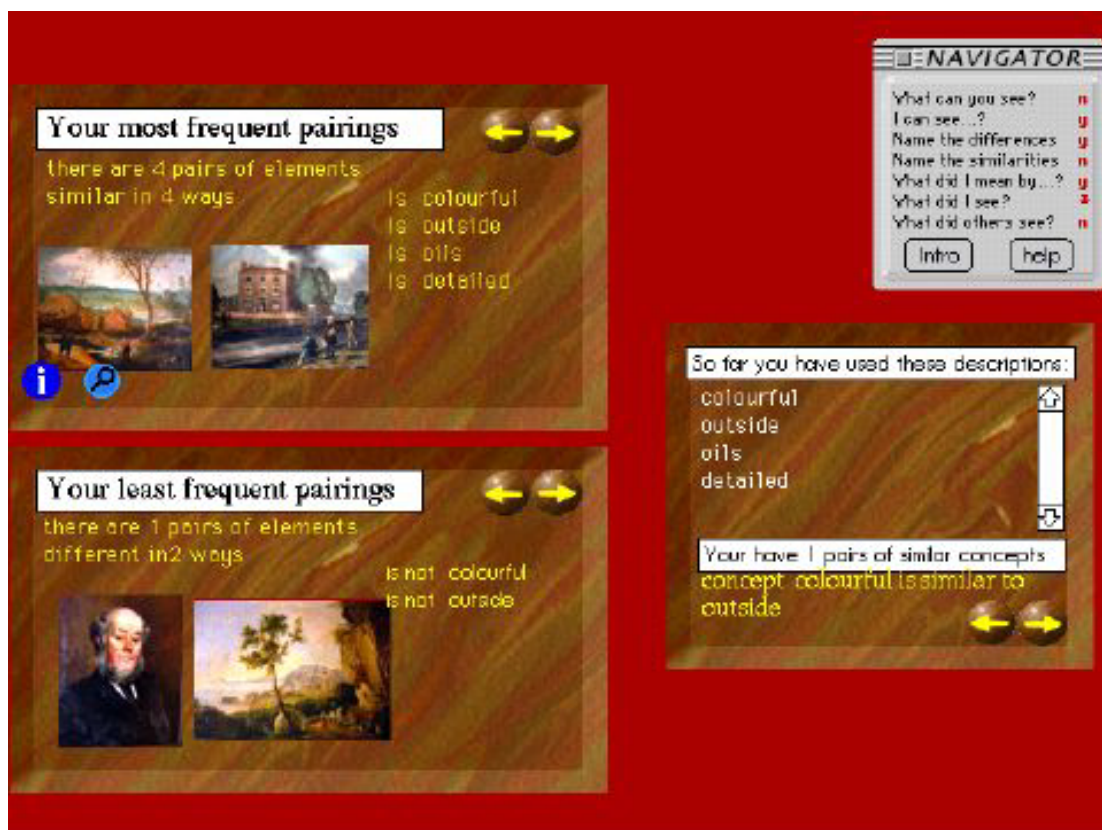 Your most frequent pairings
there are 4 pairs of elements
similar in 4 ways
is colourful
is outside
is oils
is detailed
i
Your least frequent pairings
there are 1 pairs of elements
different in2 ways
is not colourful
is not outside
NAVIGATOR
What can you see? n
I can see...? y
Name the differences y
Name the similarities n
What did I mean by...? y
What did I see? *
What did others see? n
Intro help
So far you have used these descriptions:
colourful
outside
oils
detailed
Your have 1 pairs of similar concepts
concept colourful is similar to
outside